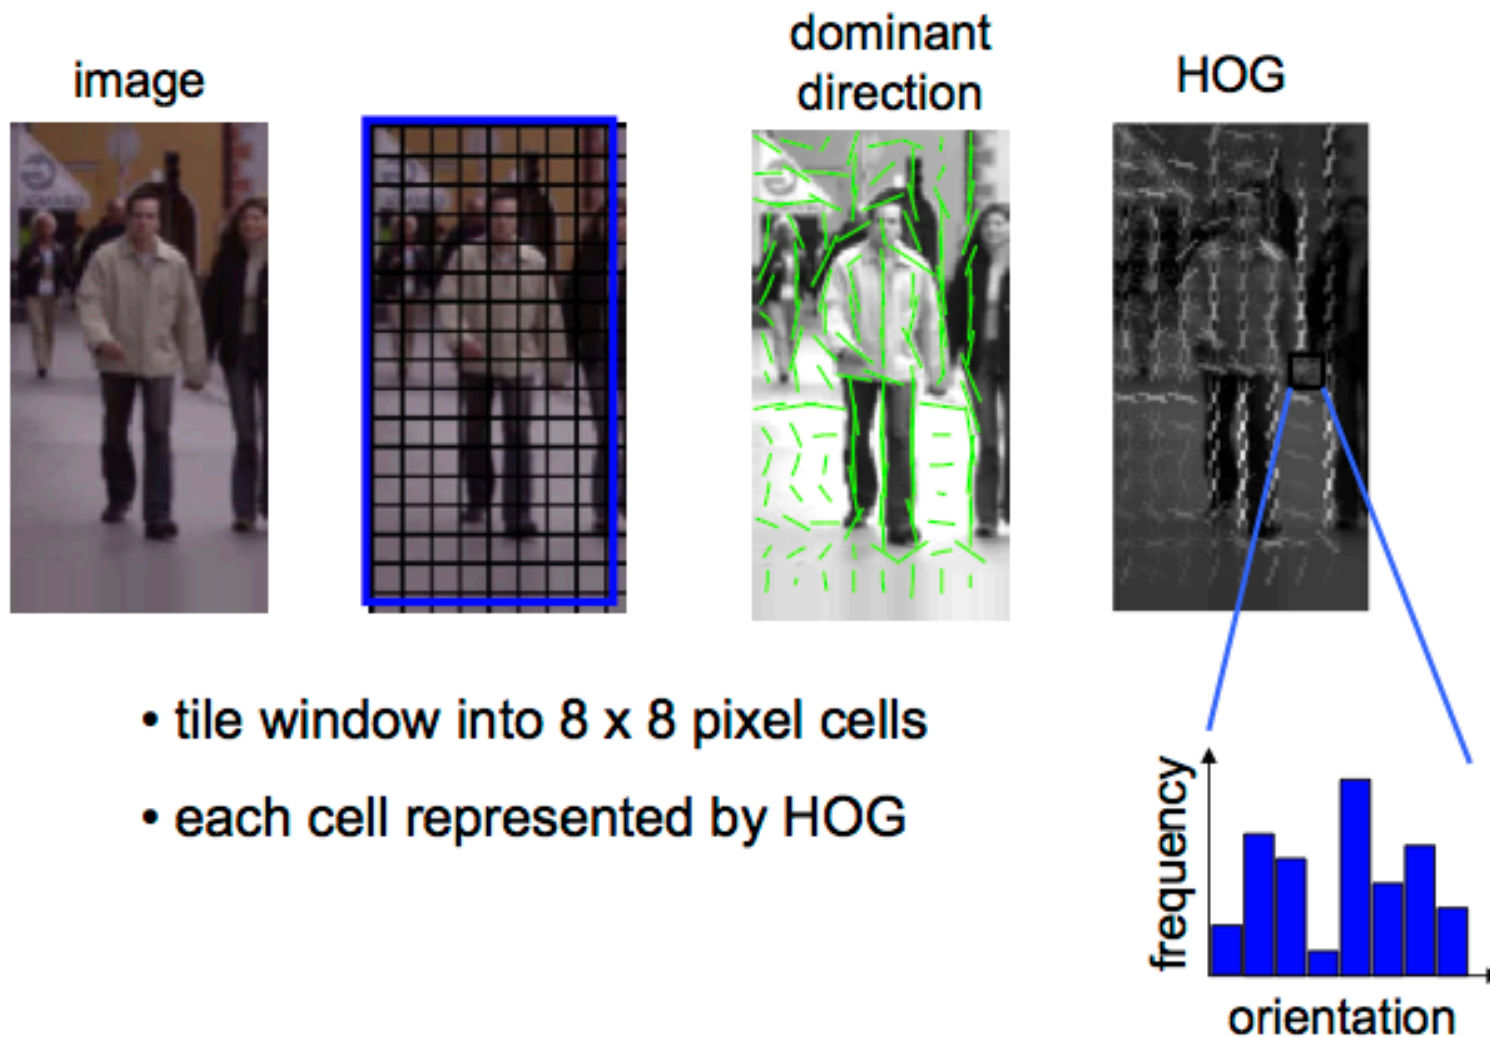 image
dominant
direction
HOG
• tile window into 8 x 8 pixel cells
• each cell represented by HOG
frequency
orientation